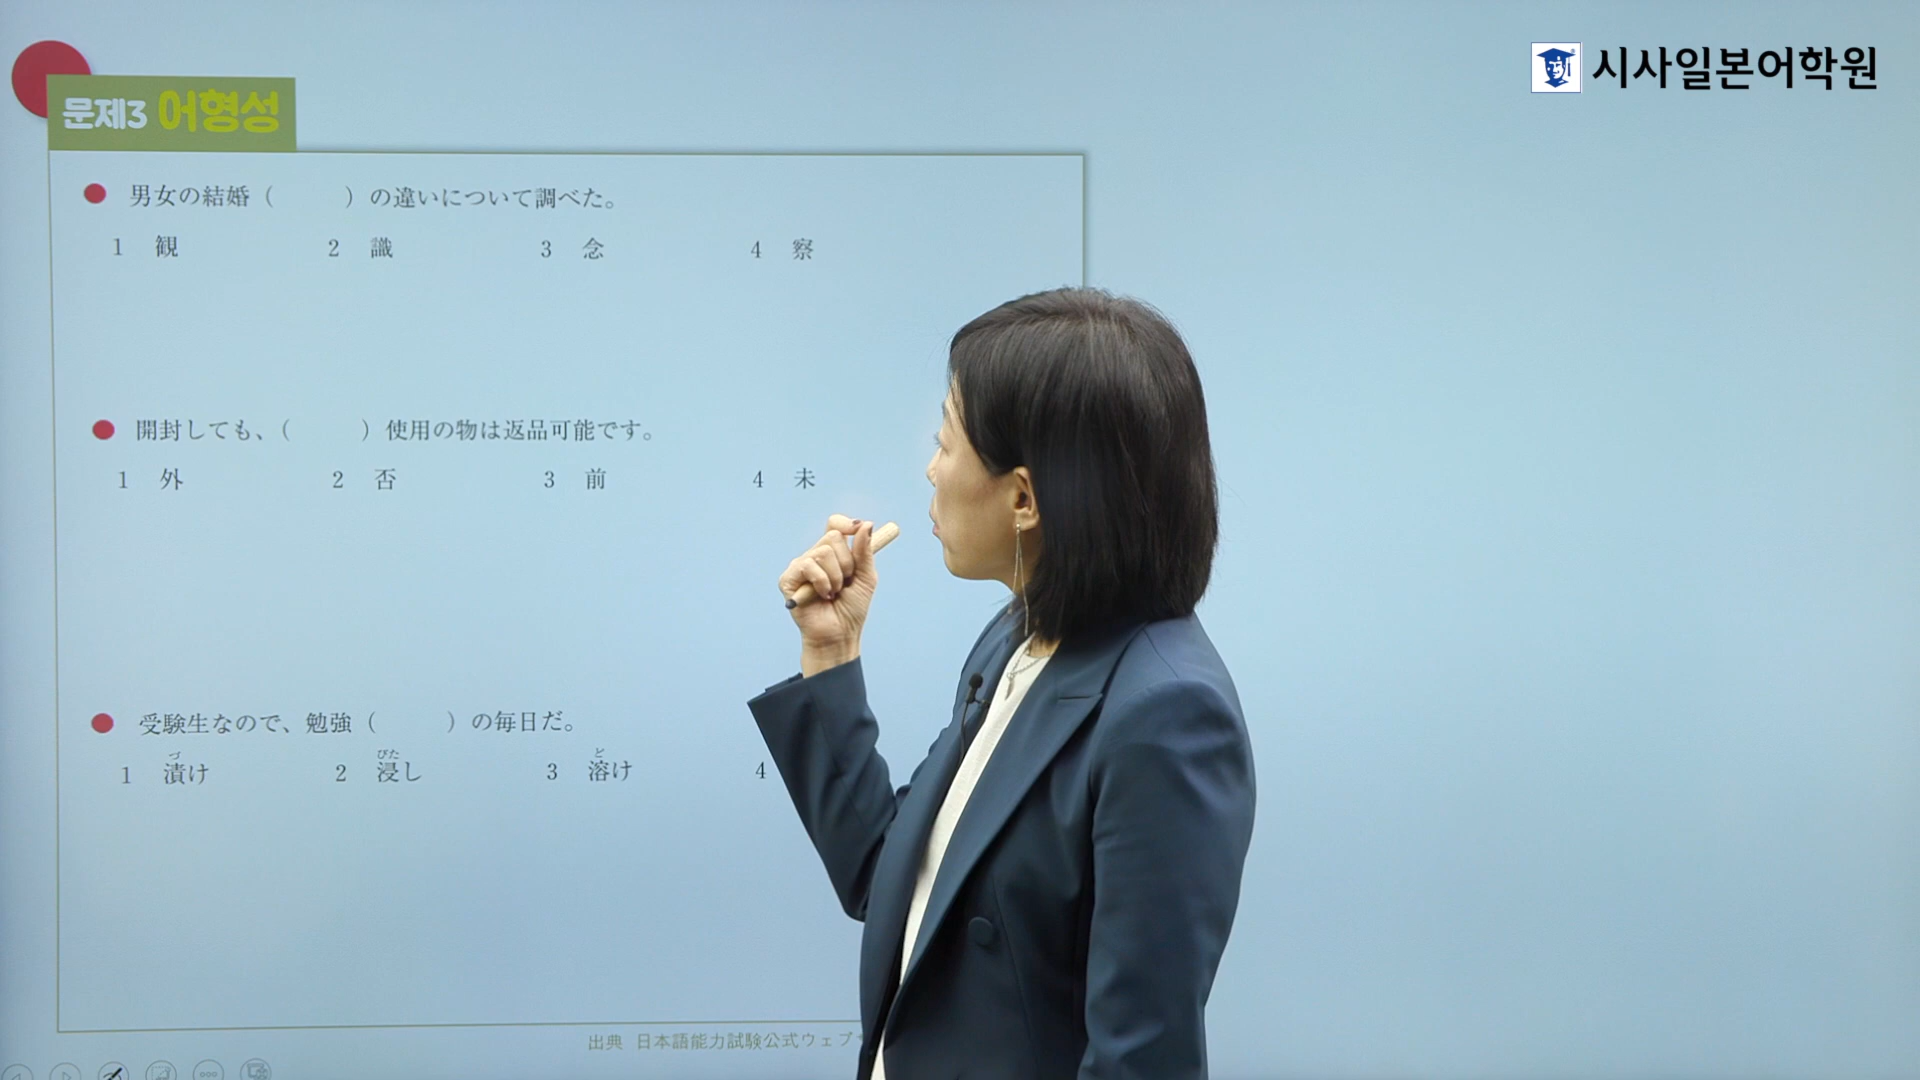 시사일본어학원
문제3 어형성
男女の結婚（　　）の違いについて調べた。
1 観　2 識　3 念　4 察
開封しても、（　　）使用の物は返品可能です。
1 外　2 否　3 前　4 未
受験生なので、勉強（　　）の毎日だ。
づ　びた　ど
1 漬け　2 浸し　3 溶け　4
出典 日本語能力試験公式ウェブ